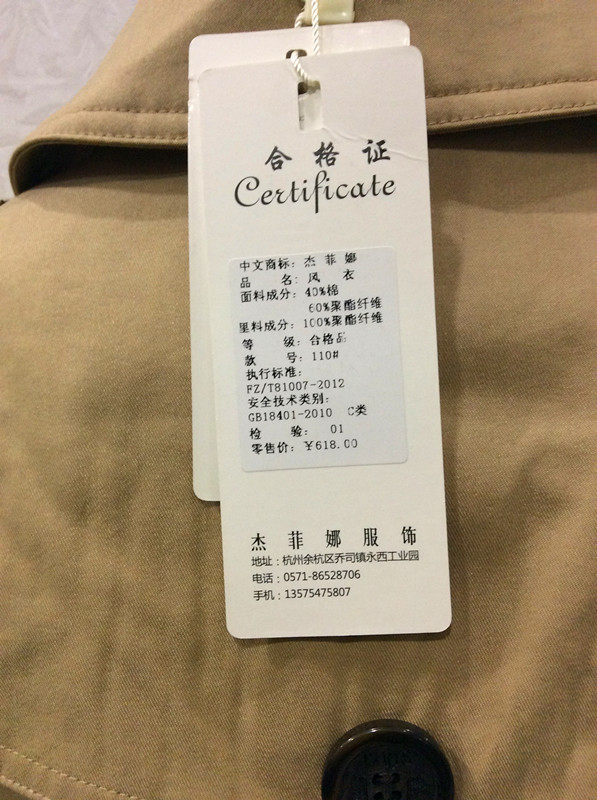 合格证
Certificate
中文商标：杰菲娜
品名：风衣
面料成分：40%棉
60%聚酯纤维
里料成分：100%聚酯纤维
等级：合格品
款号：110#
执行标准：
FZ/T81007-2012
安全技术类别：
GB18401-2010 C类
检验：01
零售价：￥618.00
杰菲娜服饰
地址：杭州余杭区乔司镇永西工业园
电话：0571-86528706
手机：13575475807